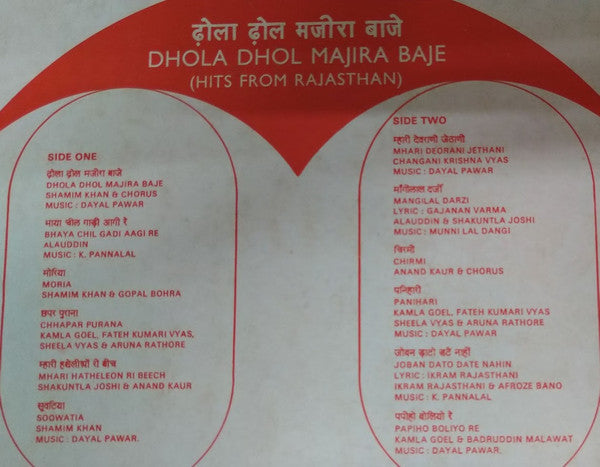 ढ़ोला ढ़ोल मजीरा बाजे
DHOLA DHOL MAJIRA BAJE
(HITS FROM RAJASTHAN)
SIDE ONE
ढ़ोला ढ़ोल मजीरा बाजे
DHOLA DHOL MAJIRA BAJE
SHAMIM KHAN & CHORUS
MUSIC : DAYAL PAWAR
भाया चील गाड़ी आगी रे
BHAYA CHIL GADI AAGI RE
ALAUDDIN
MUSIC : K. PANNALAL
मोरिया
MORIA
SHAMIM KHAN & GOPAL BOHRA
छपर पुराना
CHHAPAR PURANA
KAMLA GOEL, FATEH KUMARI VYAS,
SHEELA VYAS & ARUNA RATHORE
म्हारी हथेलीयाँ री बीच
MHARI HATHELEON RI BEECH
SHAKUNTLA JOSHI & ANAND KAUR
सूवटिया
SOOWATIA
SHAMIM KHAN
MUSIC : DAYAL PAWAR.
SIDE TWO
म्हारी देवराणी जेठाणी
MHARI DEORANI JETHANI
CHANGANI KRISHNA VYAS
MUSIC : DAYAL PAWAR
माँगीलाल दर्जी
MANGILAL DARZI
LYRIC : GAJANAN VARMA
ALAUDDIN & SHAKUNTLA JOSHI
MUSIC : MUNNI LAL DANGI
चिरमी
CHIRMI
ANAND KAUR & CHORUS
पनिहारी
PANIHARI
KAMLA GOEL, FATEH KUMARI VYAS
SHEELA VYAS & ARUNA RATHORE
MUSIC : DAYAL PAWAR
जोबन डाटो डटे नाहीं
JOBAN DATO DATE NAHIN
LYRIC : IKRAM RAJASTHANI
IKRAM RAJASTHANI & AFROZE BANO
MUSIC : K. PANNALAL
पपीहो बोलियो रे
PAPIHO BOLIYO RE
KAMLA GOEL & BADRUDDIN MALAWAT
MUSIC : DAYAL PAWAR.